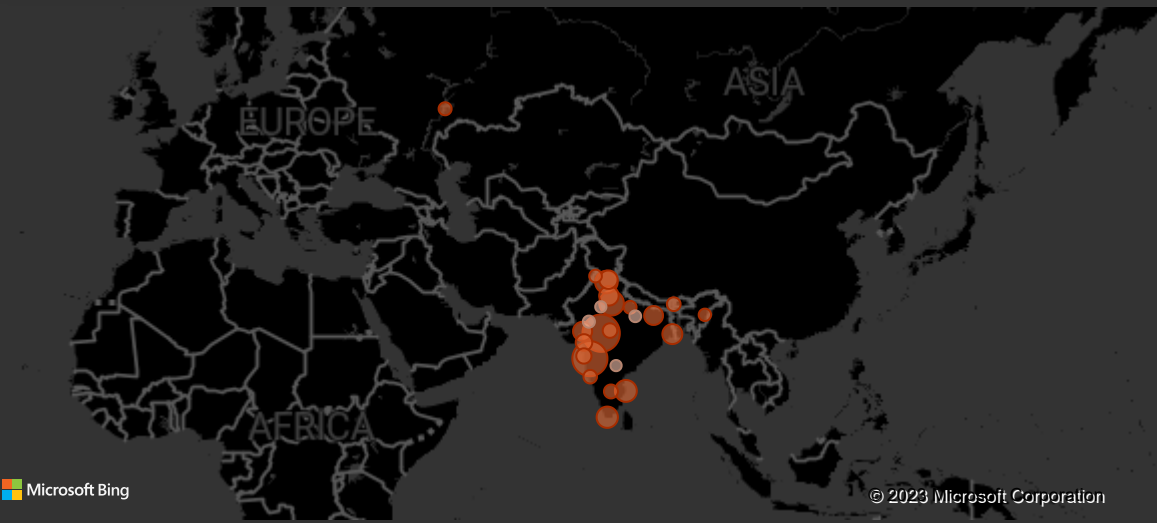 ASIA
EUROPE
AFRICA
Microsoft Bing
© 2023 Microsoft Corporation